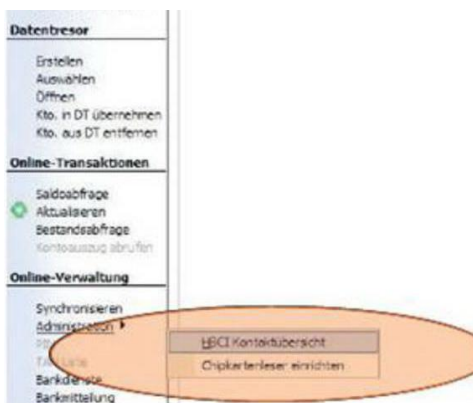 Datentresor
Erstellen
Auswählen
Öffnen
Kto. in DT übernehmen
Kto. aus DT entfernen
Online-Transaktionen
Saldoabfrage
Aktualisieren
Bestandsabfrage
Kontoauszug abrufen
Online-Verwaltung
Synchronisieren
Administration
HBCI Kontaktübersicht
Chipkartenleser einrichten
Bankdienste
Bankmitteilung